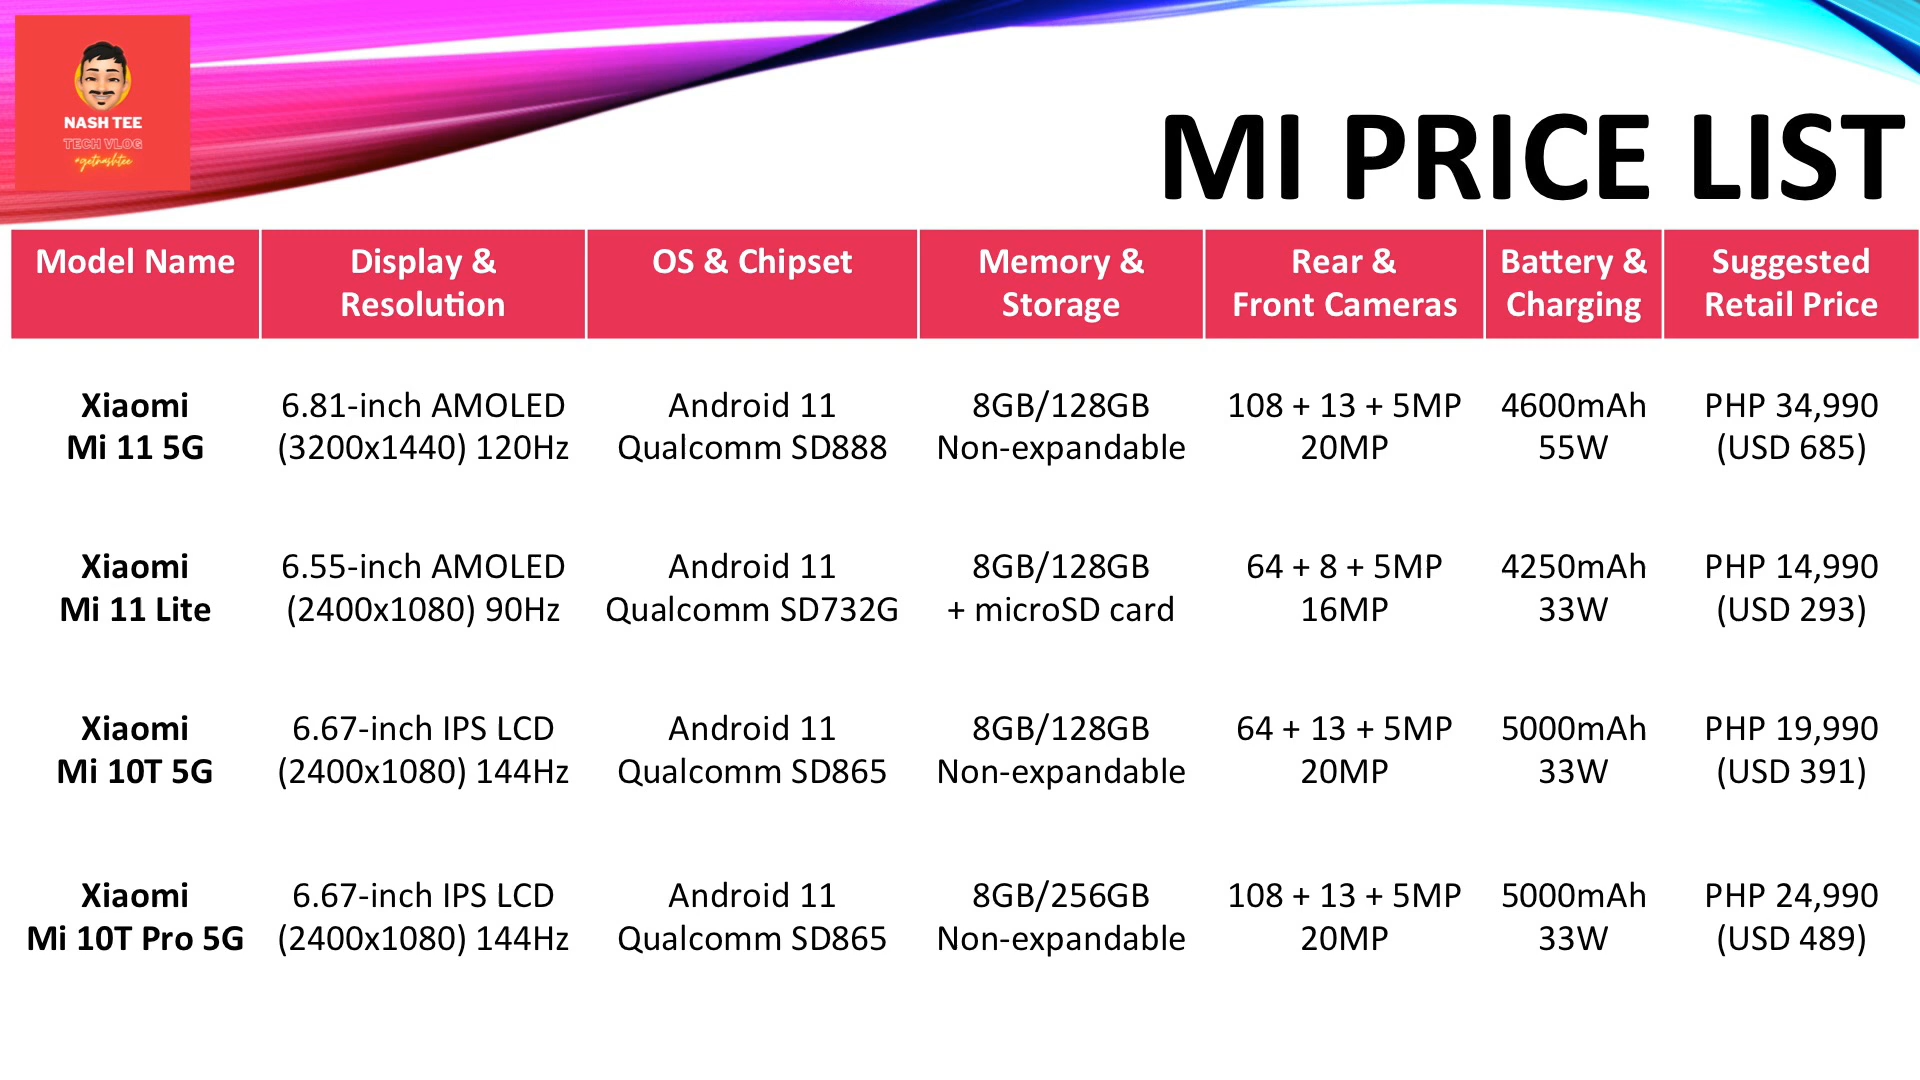 NASH TEE
TECH VLOG
#getnashtee
MI PRICE LIST
Model Name
Display &
Resolution
OS & Chipset
Memory &
Storage
Rear &
Front Cameras
Battery &
Charging
Suggested
Retail Price
Xiaomi
Mi 11 5G
6.81-inch AMOLED
(3200x1440) 120Hz
Android 11
Qualcomm SD888
8GB/128GB
Non-expandable
108 + 13 + 5MP
20MP
4600mAh
55W
PHP 34,990
(USD 685)
Xiaomi
Mi 11 Lite
6.55-inch AMOLED
(2400x1080) 90Hz
Android 11
Qualcomm SD732G
8GB/128GB
+ microSD card
64 + 8 + 5MP
16MP
4250mAh
33W
PHP 14,990
(USD 293)
Xiaomi
Mi 10T 5G
6.67-inch IPS LCD
(2400x1080) 144Hz
Android 11
Qualcomm SD865
8GB/128GB
Non-expandable
64 + 13 + 5MP
20MP
5000mAh
33W
PHP 19,990
(USD 391)
Xiaomi
Mi 10T Pro 5G
6.67-inch IPS LCD
(2400x1080) 144Hz
Android 11
Qualcomm SD865
8GB/256GB
Non-expandable
108 + 13 + 5MP
20MP
5000mAh
33W
PHP 24,990
(USD 489)